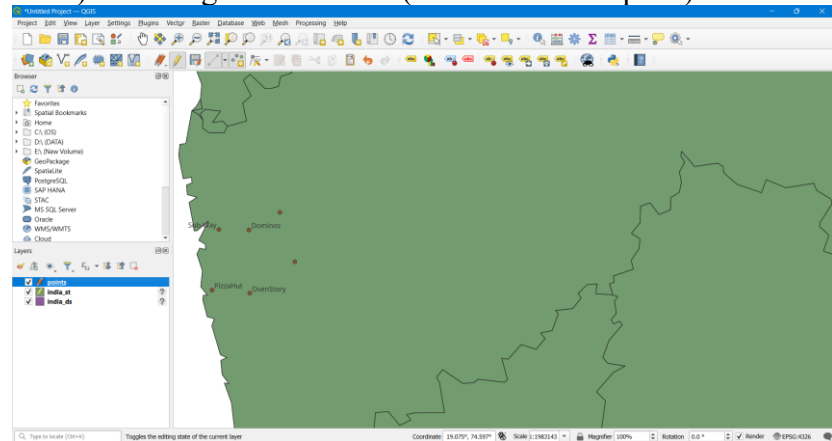 *Untitled Project — QGIS
Project Edit View Layer Settings Plugins Vector Raster Database Web Mesh Processing Help
Browser
Favorites
Spatial Bookmarks
Home
C:\ (OS)
D:\ (DATA)
E:\ (New Volume)
GeoPackage
SpatiaLite
PostgreSQL
SAP HANA
STAC
MS SQL Server
Oracle
WMS/WMTS
Cloud
Layers
points
india_st ?
india_ds ?
Dominos
PizzaHut
OvenStory
Type to locate (Ctrl+K) Toggles the editing state of the current layer Coordinate 19.075°, 74.597° Scale 1:1983143 Magnifier 100% Rotation 0.0 ° Render EPSG:4326